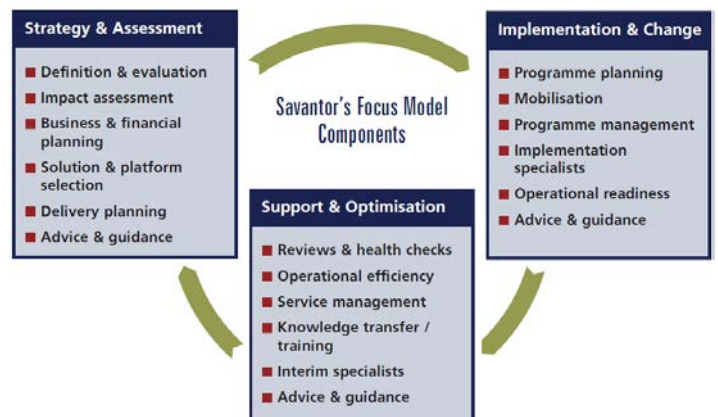 Strategy & Assessment
Definition & evaluation
Impact assessment
Business & financial
planning
Solution & platform
selection
Delivery planning
Advice & guidance
Savantor's Focus Model
Components
Implementation & Change
Programme planning
Mobilisation
Programme management
Implementation
specialists
Operational readiness
Advice & guidance
Support & Optimisation
Reviews & health checks
Operational efficiency
Service management
Knowledge transfer /
training
Interim specialists
Advice & guidance